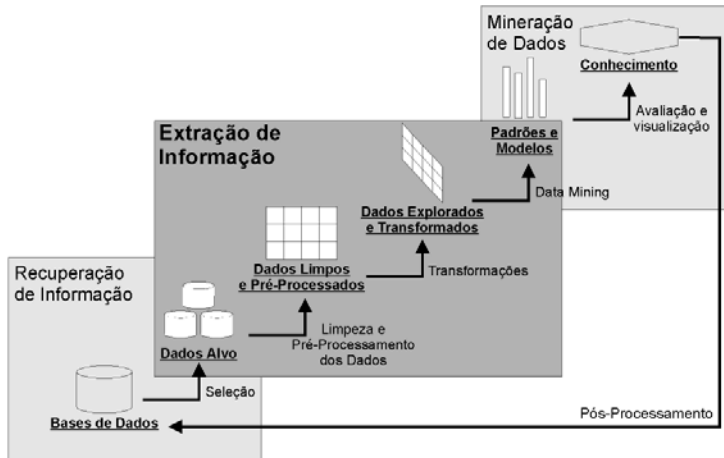 Mineração
de Dados
Conhecimento
Avaliação e
visualização
Padrões e
Modelos
Data Mining
Extração de
Informação
Dados Explorados
e Transformados
Transformações
Dados Limpos
e Pré-Processados
Limpeza e
Pré-Processamento
dos Dados
Recuperação
de Informação
Dados Alvo
Seleção
Bases de Dados
Pós-Processamento